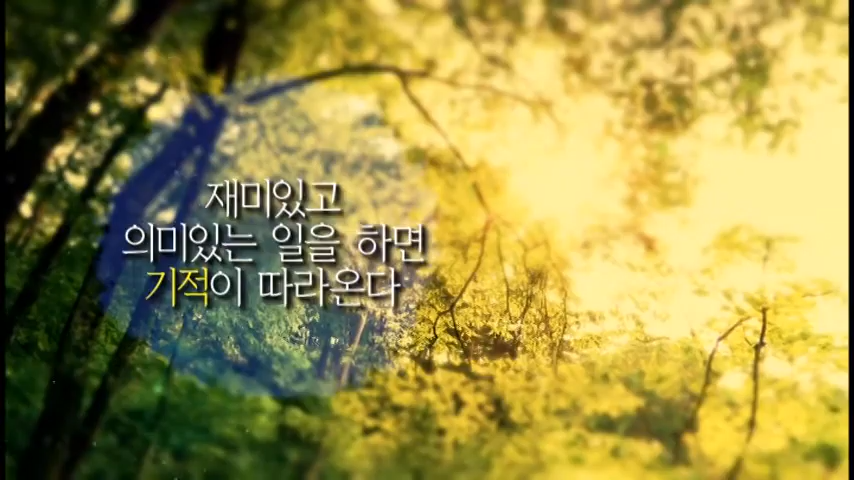 재미있고
의미있는 일을 하면
기적이 따라온다